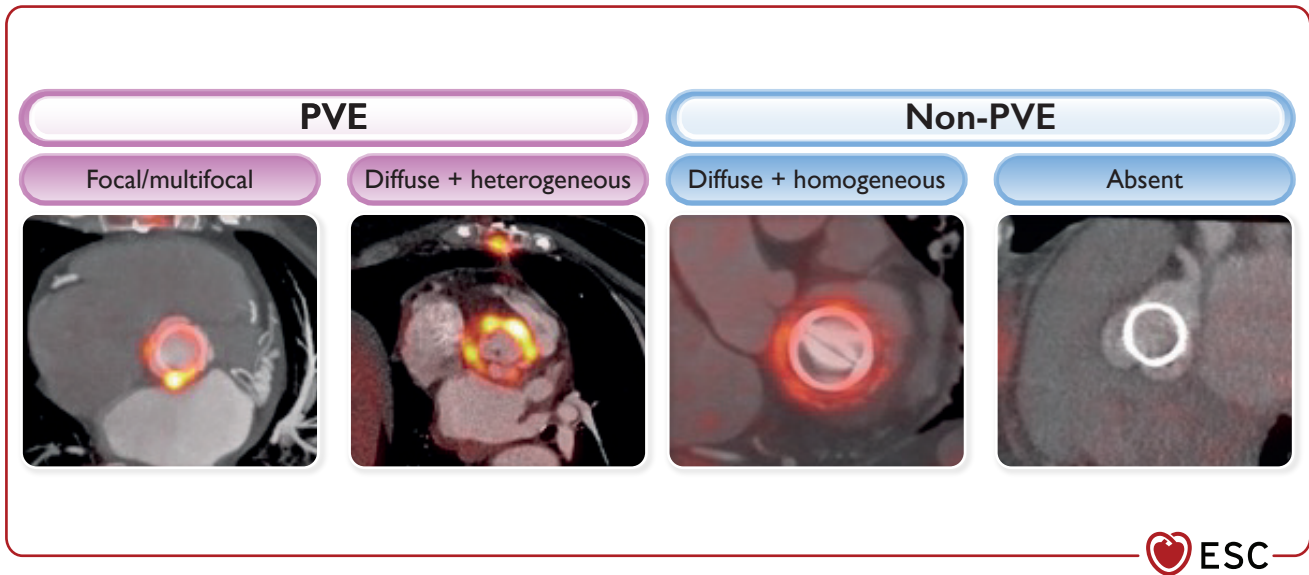 PVE
Non-PVE
Focal/multifocal
Diffuse + heterogeneous
Diffuse + homogeneous
Absent
ESC